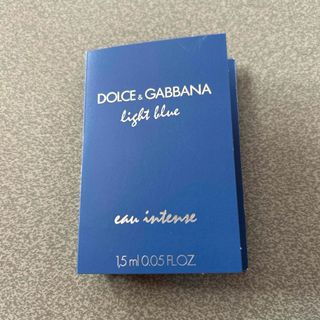 DOLCE & GABBANA
light blue
eau intense
1,5 ml 0.05 FL.OZ.